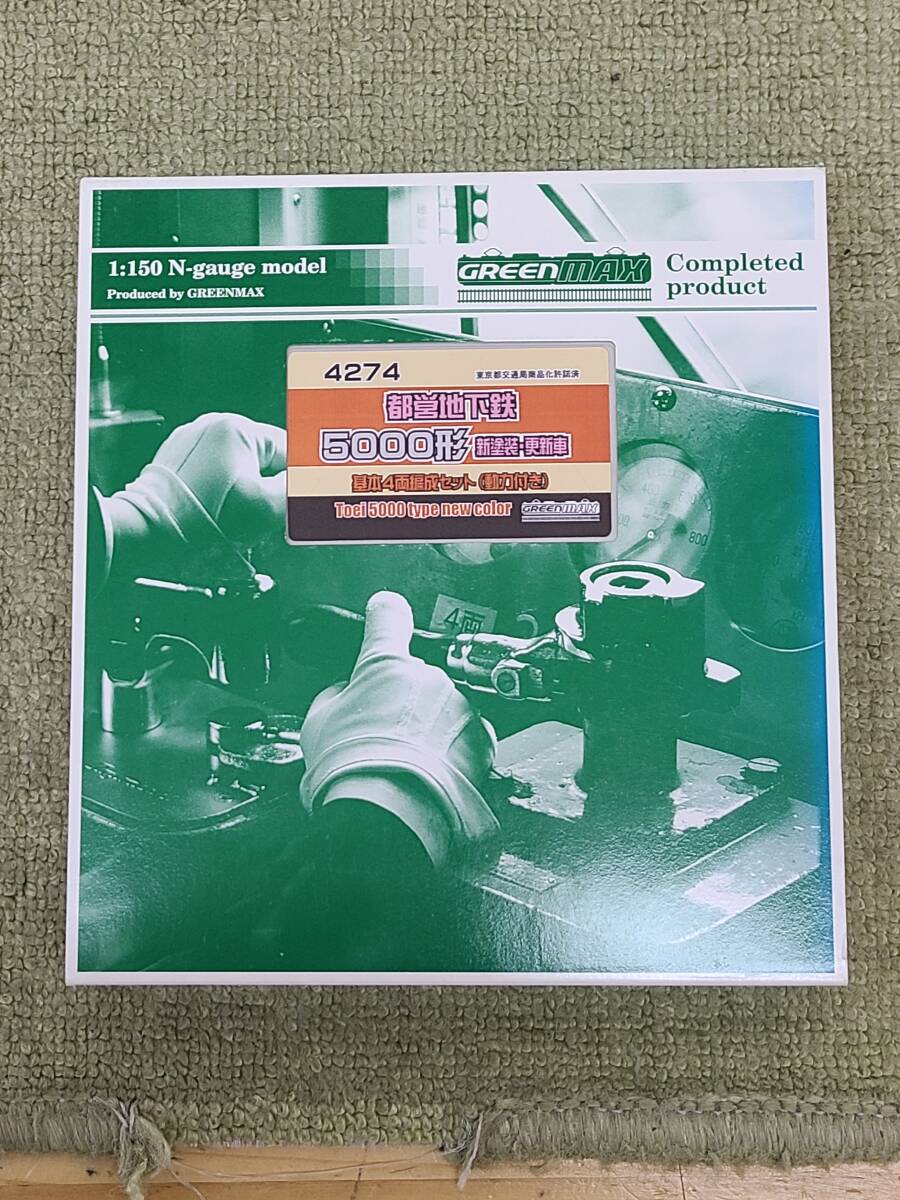 1:150 N-gauge model
Produced by GREENMAX
GREENMAX
Completed
product
4274
東京都交通局商品化許諾済
都営地下鉄
5000形 新塗装・更新車
基本4両編成セット(動力付き)
Toei 5000 type new color
GREENMAX
4両
800